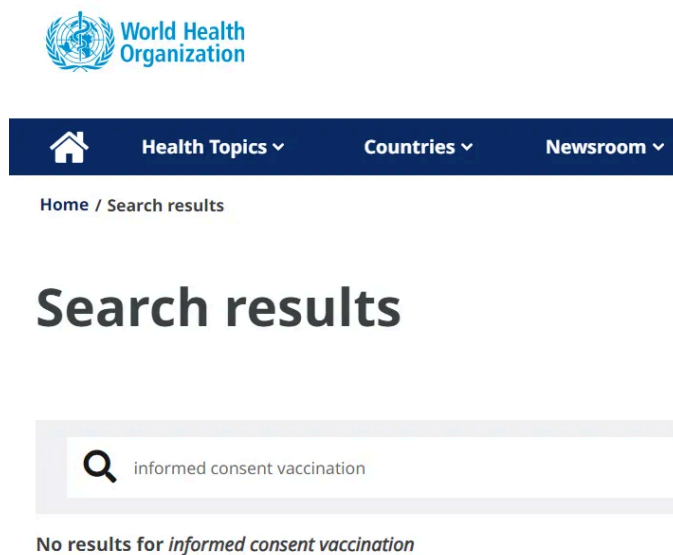 World Health
Organization
Health Topics Countries Newsroom
Home / Search results
Search results
informed consent vaccination
No results for informed consent vaccination